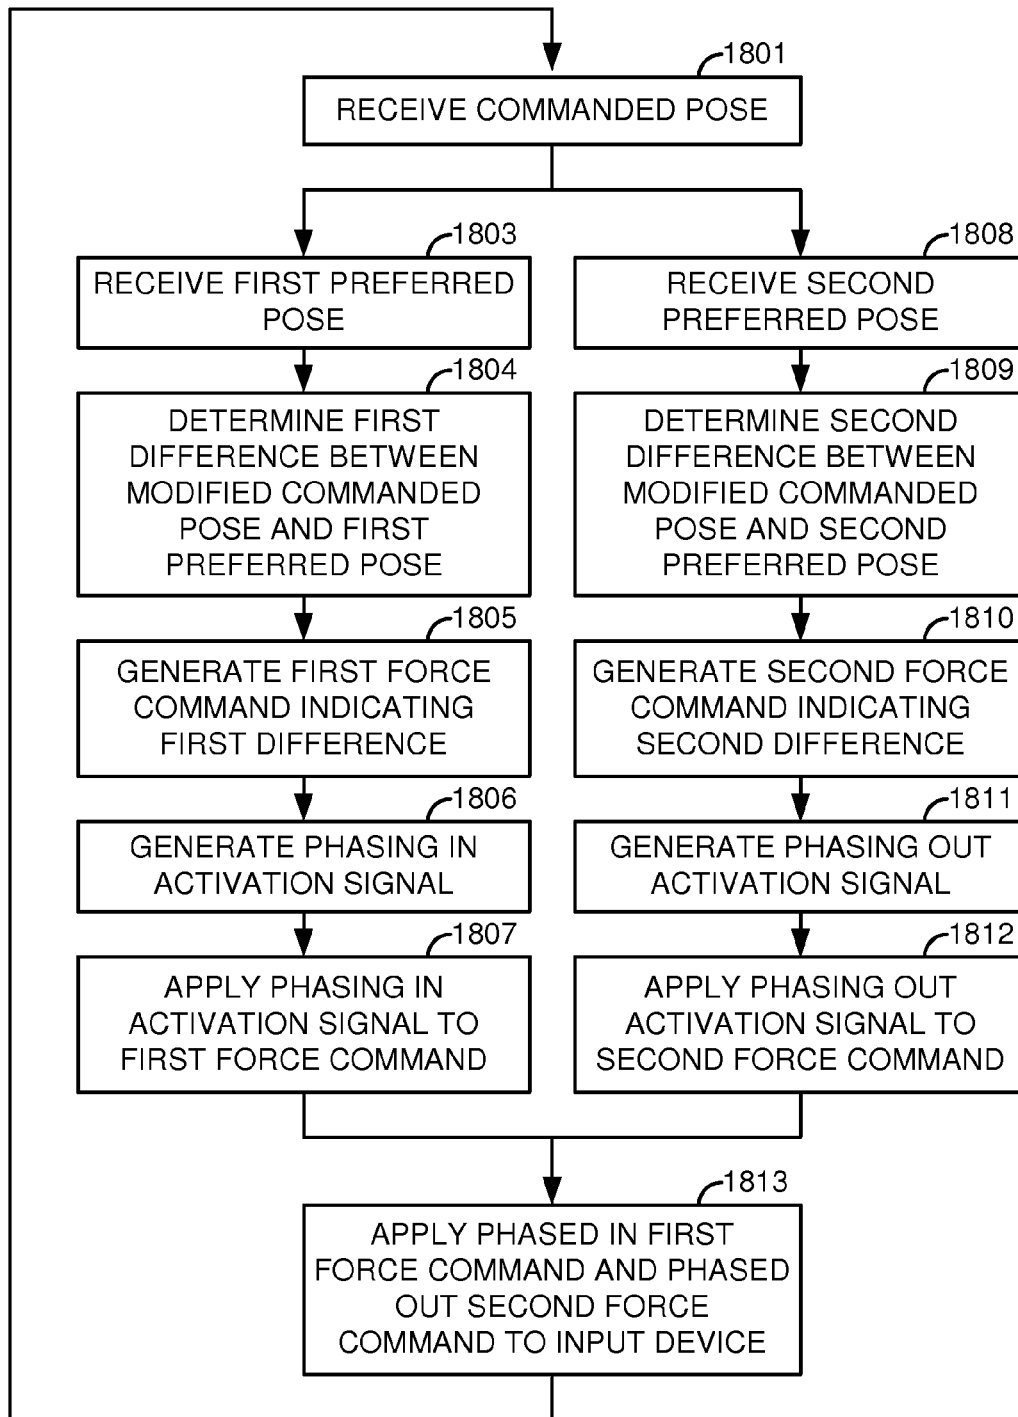 1801
RECEIVE COMMANDED POSE
1803
RECEIVE FIRST PREFERRED
POSE
1804
DETERMINE FIRST
DIFFERENCE BETWEEN
MODIFIED COMMANDED
POSE AND FIRST
PREFERRED POSE
1805
GENERATE FIRST FORCE
COMMAND INDICATING
FIRST DIFFERENCE
1806
GENERATE PHASING IN
ACTIVATION SIGNAL
1807
APPLY PHASING IN
ACTIVATION SIGNAL TO
FIRST FORCE COMMAND
1808
RECEIVE SECOND
PREFERRED POSE
1809
DETERMINE SECOND
DIFFERENCE BETWEEN
MODIFIED COMMANDED
POSE AND SECOND
PREFERRED POSE
1810
GENERATE SECOND FORCE
COMMAND INDICATING
SECOND DIFFERENCE
1811
GENERATE PHASING OUT
ACTIVATION SIGNAL
1812
APPLY PHASING OUT
ACTIVATION SIGNAL TO
SECOND FORCE COMMAND
1813
APPLY PHASED IN FIRST
FORCE COMMAND AND PHASED
OUT SECOND FORCE
COMMAND TO INPUT DEVICE